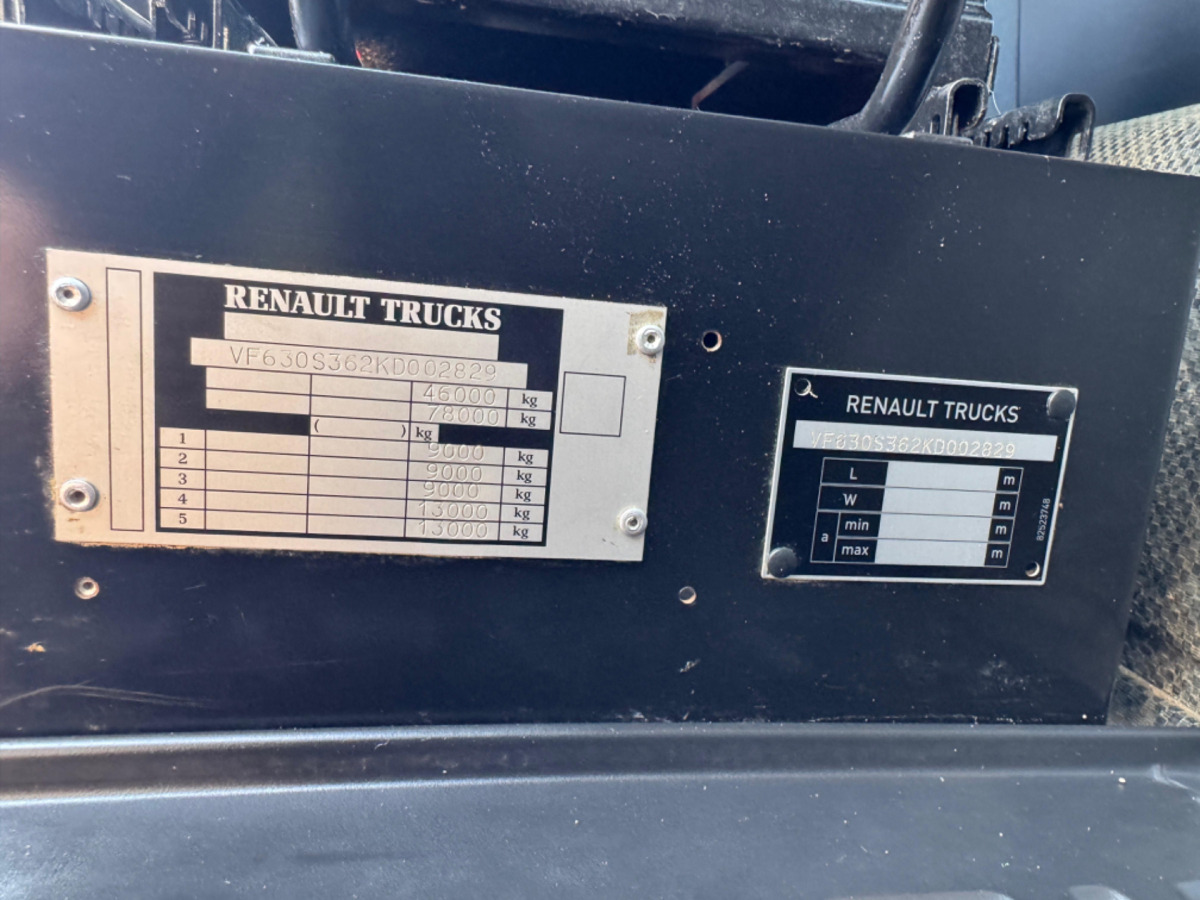 RENAULT TRUCKS
VF630S362KD002829
46000 kg
78000 kg
( ) kg
1 9000 kg
2 9000 kg
3 9000 kg
4 13000 kg
5 13000 kg
RENAULT TRUCKS
VF630S362KD002829
L m
W m
a min m
max m
82523748